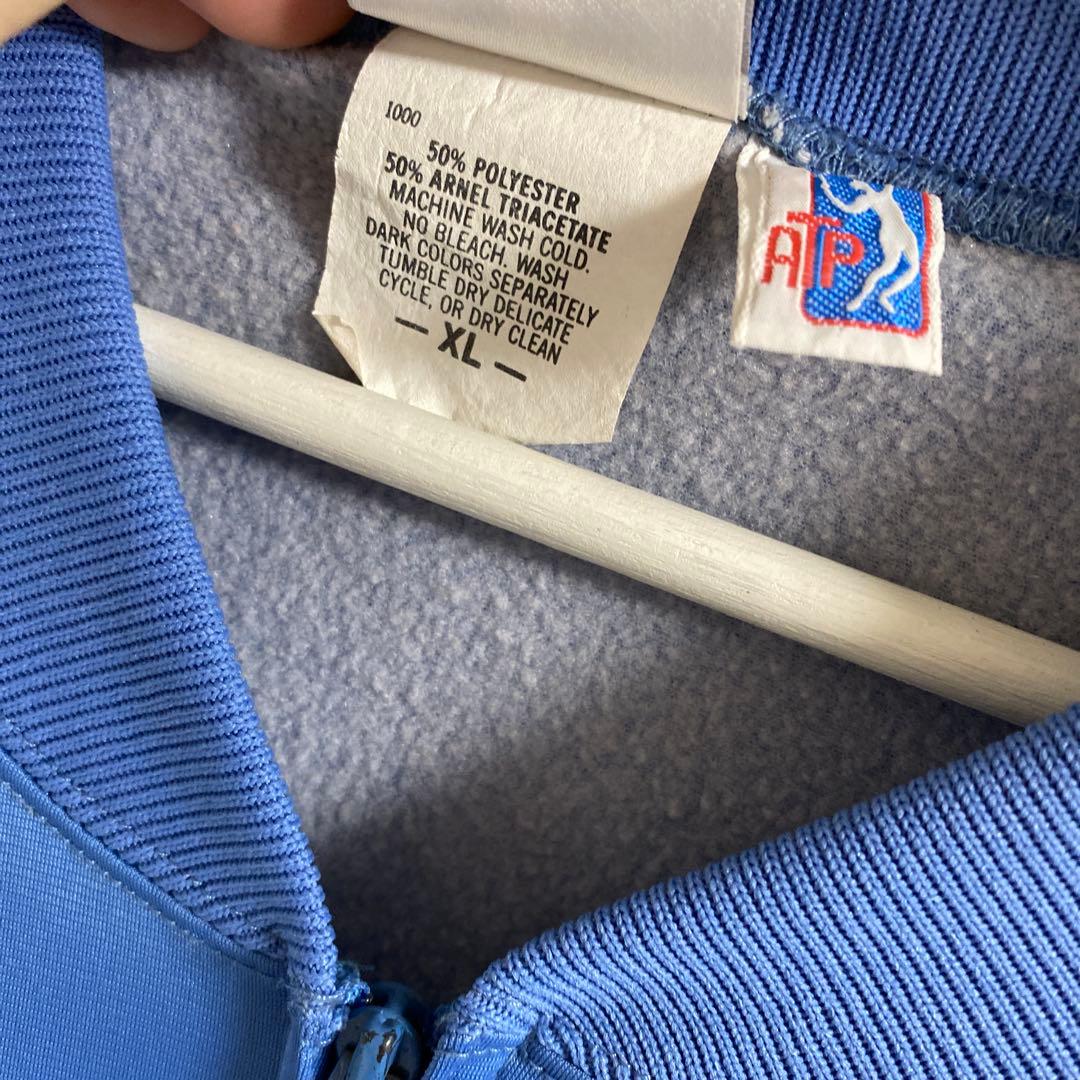 1000
50% POLYESTER
50% ARNEL TRIACETATE
MACHINE WASH COLD.
NO BLEACH. WASH
DARK COLORS SEPARATELY
TUMBLE DRY DELICATE
CYCLE, OR DRY CLEAN
— XL —
ATP